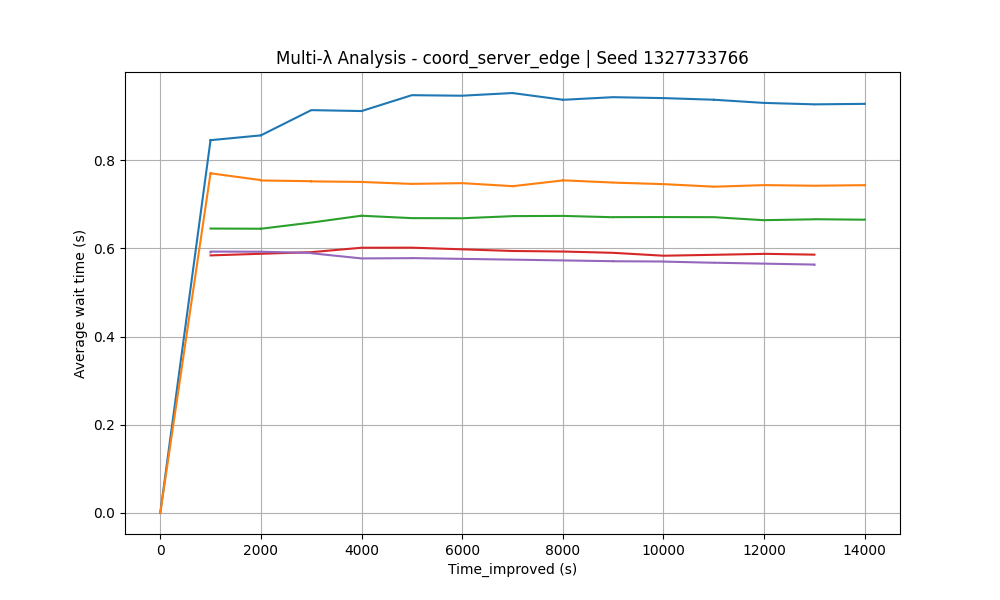 Multi-λ Analysis - coord_server_edge | Seed 1327733766
Average wait time (s)
0.8
0.6
0.4
0.2
0.0
0 2000 4000 6000 8000 10000 12000 14000
Time_improved (s)